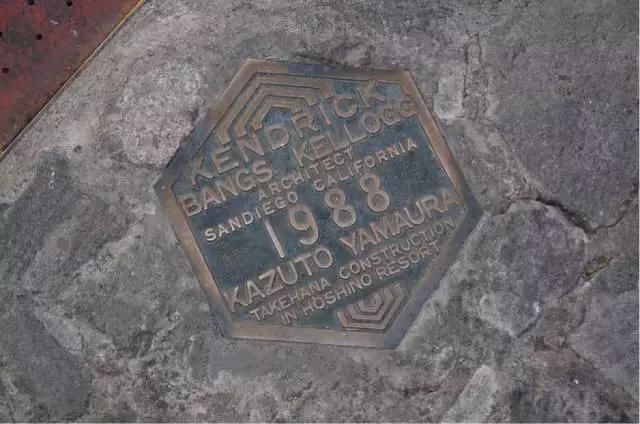 KENDRICK
BANGS KELLOGG
ARCHITECT
SANDIEGO CALIFORNIA
1988
KAZUTO YAMAURA
TAKEHANA CONSTRUCTION
IN HOSHINO RESORT